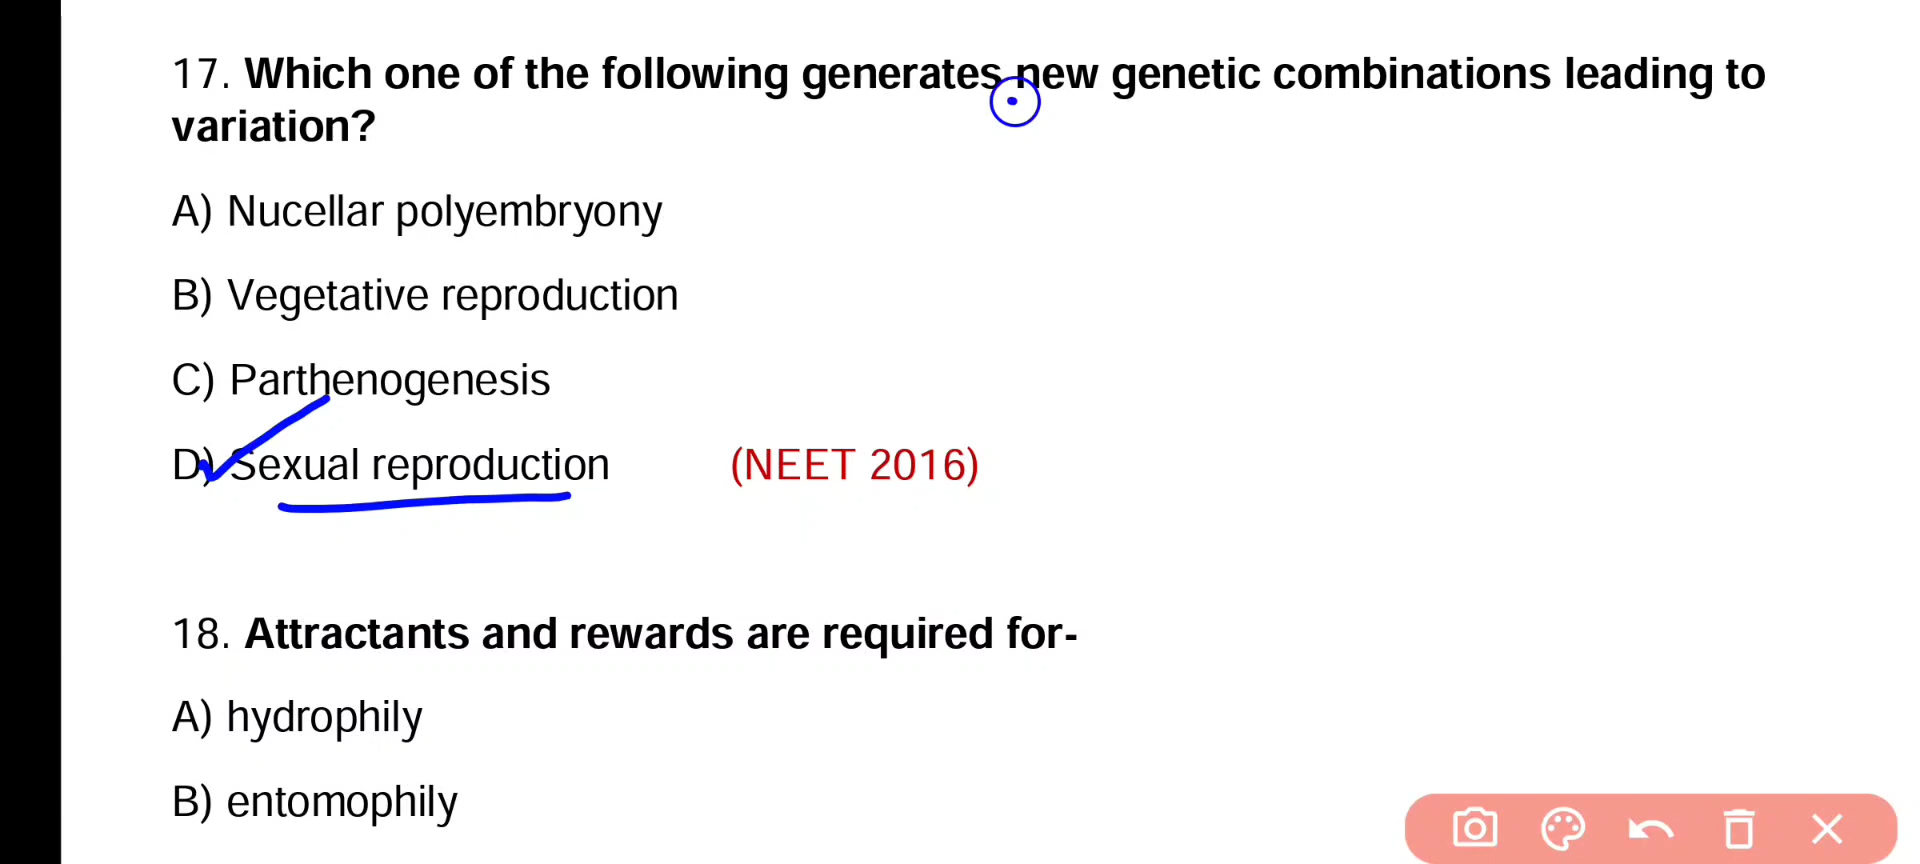 17. Which one of the following generates new genetic combinations leading to
variation?
A) Nucellar polyembryony
B) Vegetative reproduction
C) Parthenogenesis
D) Sexual reproduction (NEET 2016)
18. Attractants and rewards are required for-
A) hydrophily
B) entomophily